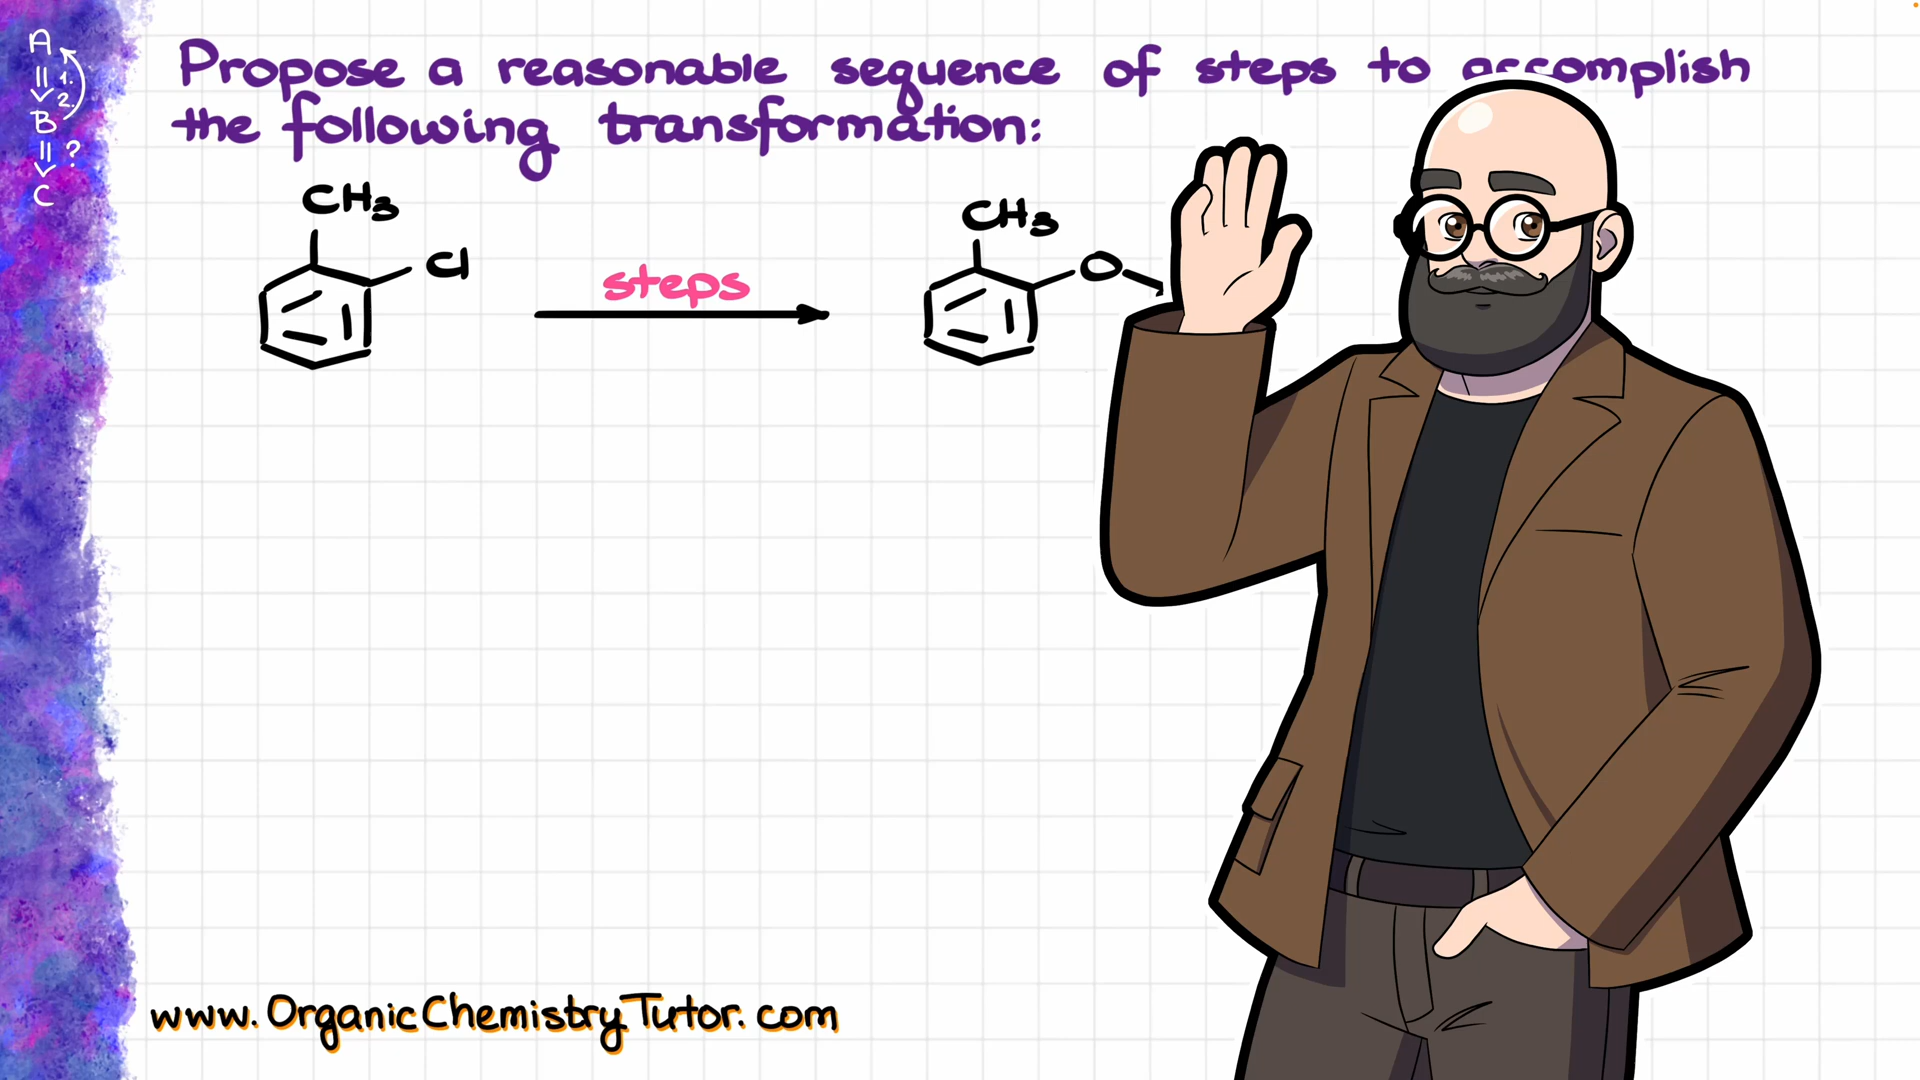 Propose a reasonable sequence of steps to accomplish
the following transformation:
A
1.
2.
B
?
C
CH3
Cl
steps
CH3
O
www.OrganicChemistryTutor.com